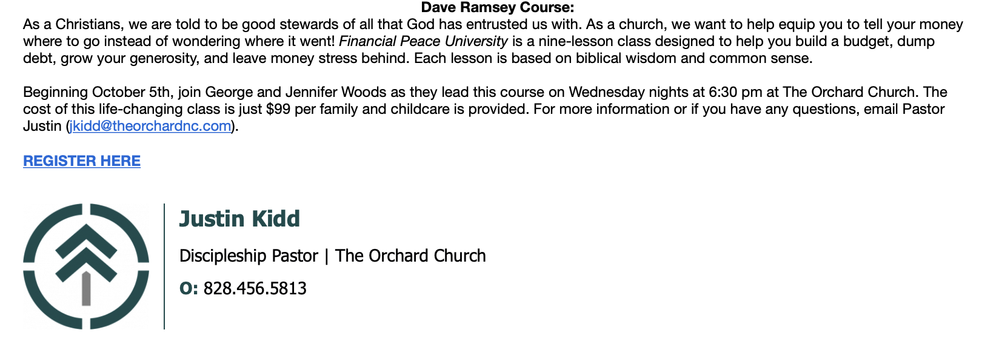 Dave Ramsey Course:
As a Christians, we are told to be good stewards of all that God has entrusted us with. As a church, we want to help equip you to tell your money
where to go instead of wondering where it went! Financial Peace University is a nine-lesson class designed to help you build a budget, dump
debt, grow your generosity, and leave money stress behind. Each lesson is based on biblical wisdom and common sense.
Beginning October 5th, join George and Jennifer Woods as they lead this course on Wednesday nights at 6:30 pm at The Orchard Church. The
cost of this life-changing class is just $99 per family and childcare is provided. For more information or if you have any questions, email Pastor
Justin (jkidd@theorchardnc.com).
REGISTER HERE
Justin Kidd
Discipleship Pastor | The Orchard Church
O: 828.456.5813